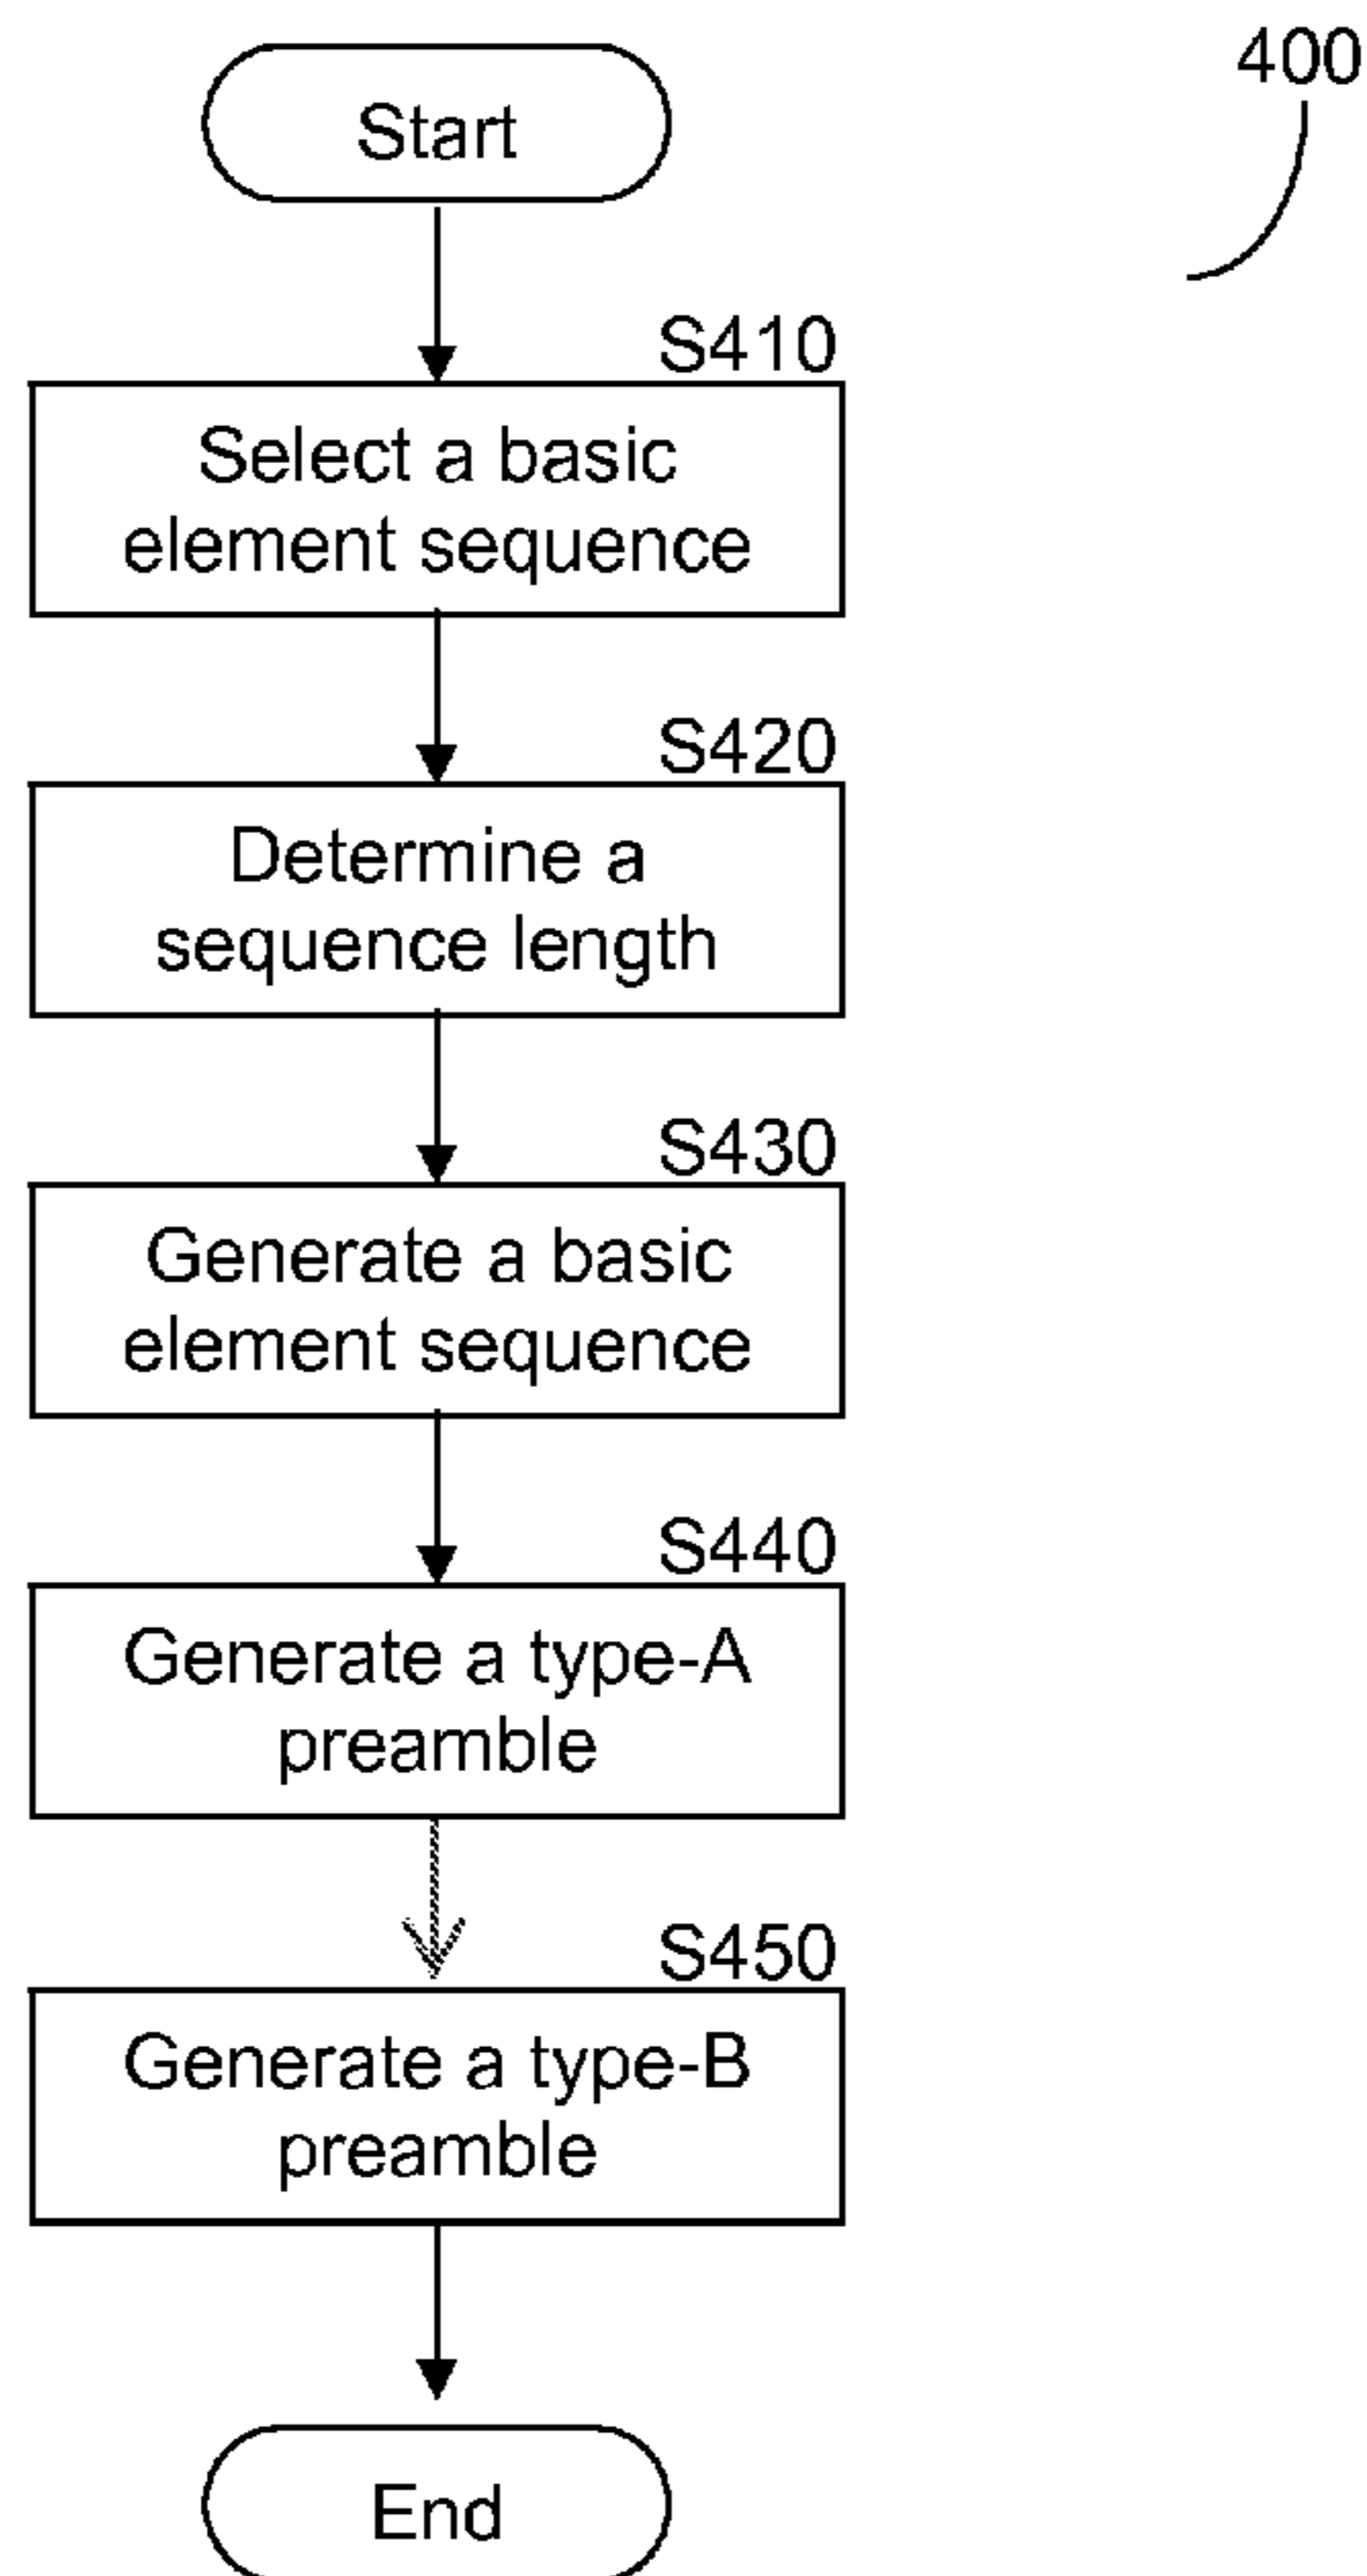 400
Start
S410
Select a basic
element sequence
S420
Determine a
sequence length
S430
Generate a basic
element sequence
S440
Generate a type-A
preamble
S450
Generate a type-B
preamble
End